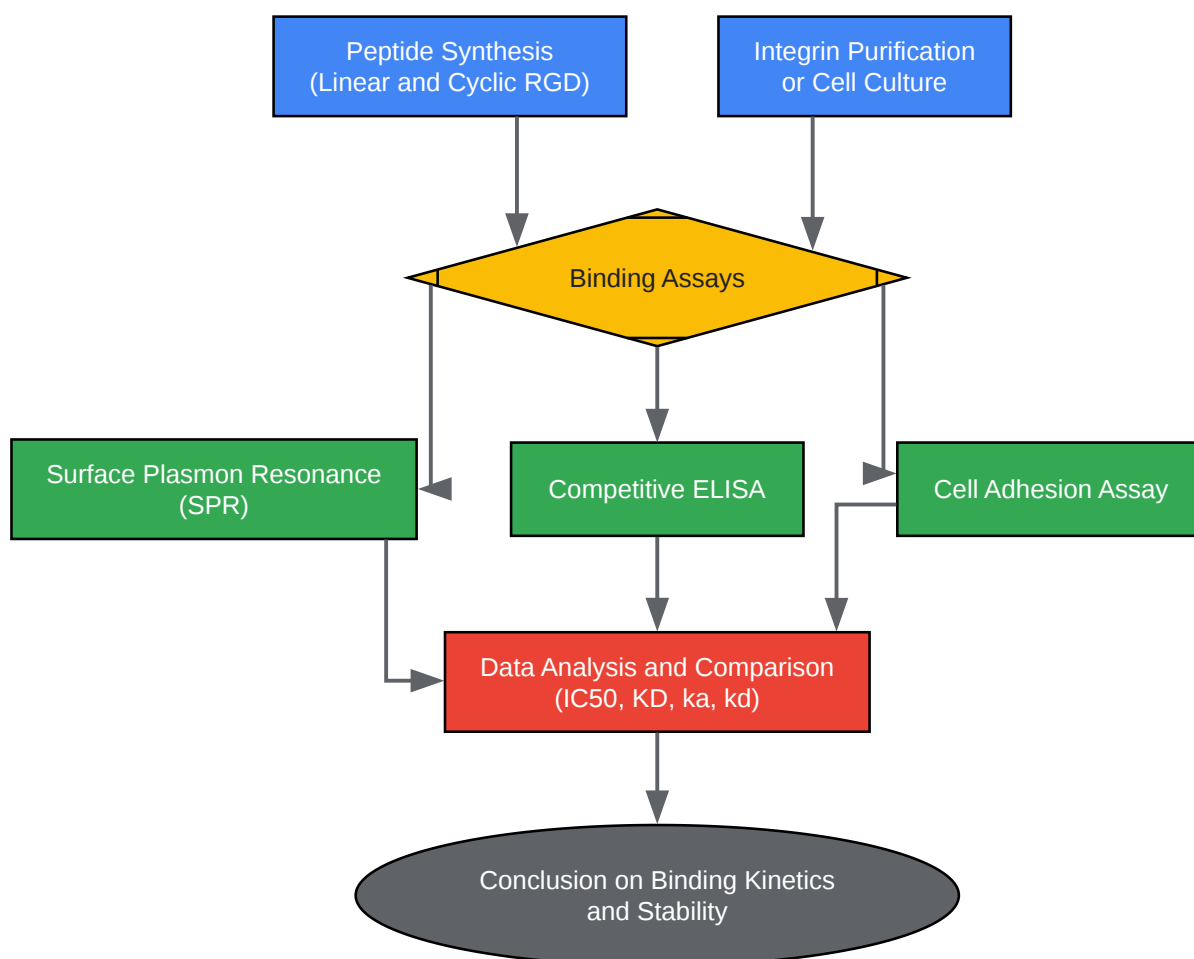 Peptide Synthesis
(Linear and Cyclic RGD)
Integrin Purification
or Cell Culture
Binding Assays
Surface Plasmon Resonance
(SPR)
Competitive ELISA
Cell Adhesion Assay
Data Analysis and Comparison
(IC50, KD, ka, kd)
Conclusion on Binding Kinetics
and Stability